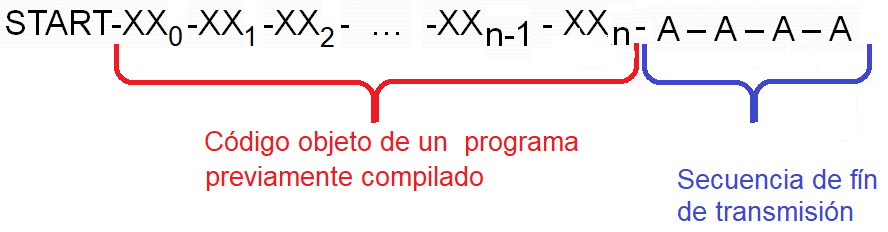 START-XX0-XX1-XX2- ... -XXn-1 - XXn- A – A – A – A
Código objeto de un programa
previamente compilado
Secuencia de fín
de transmisión